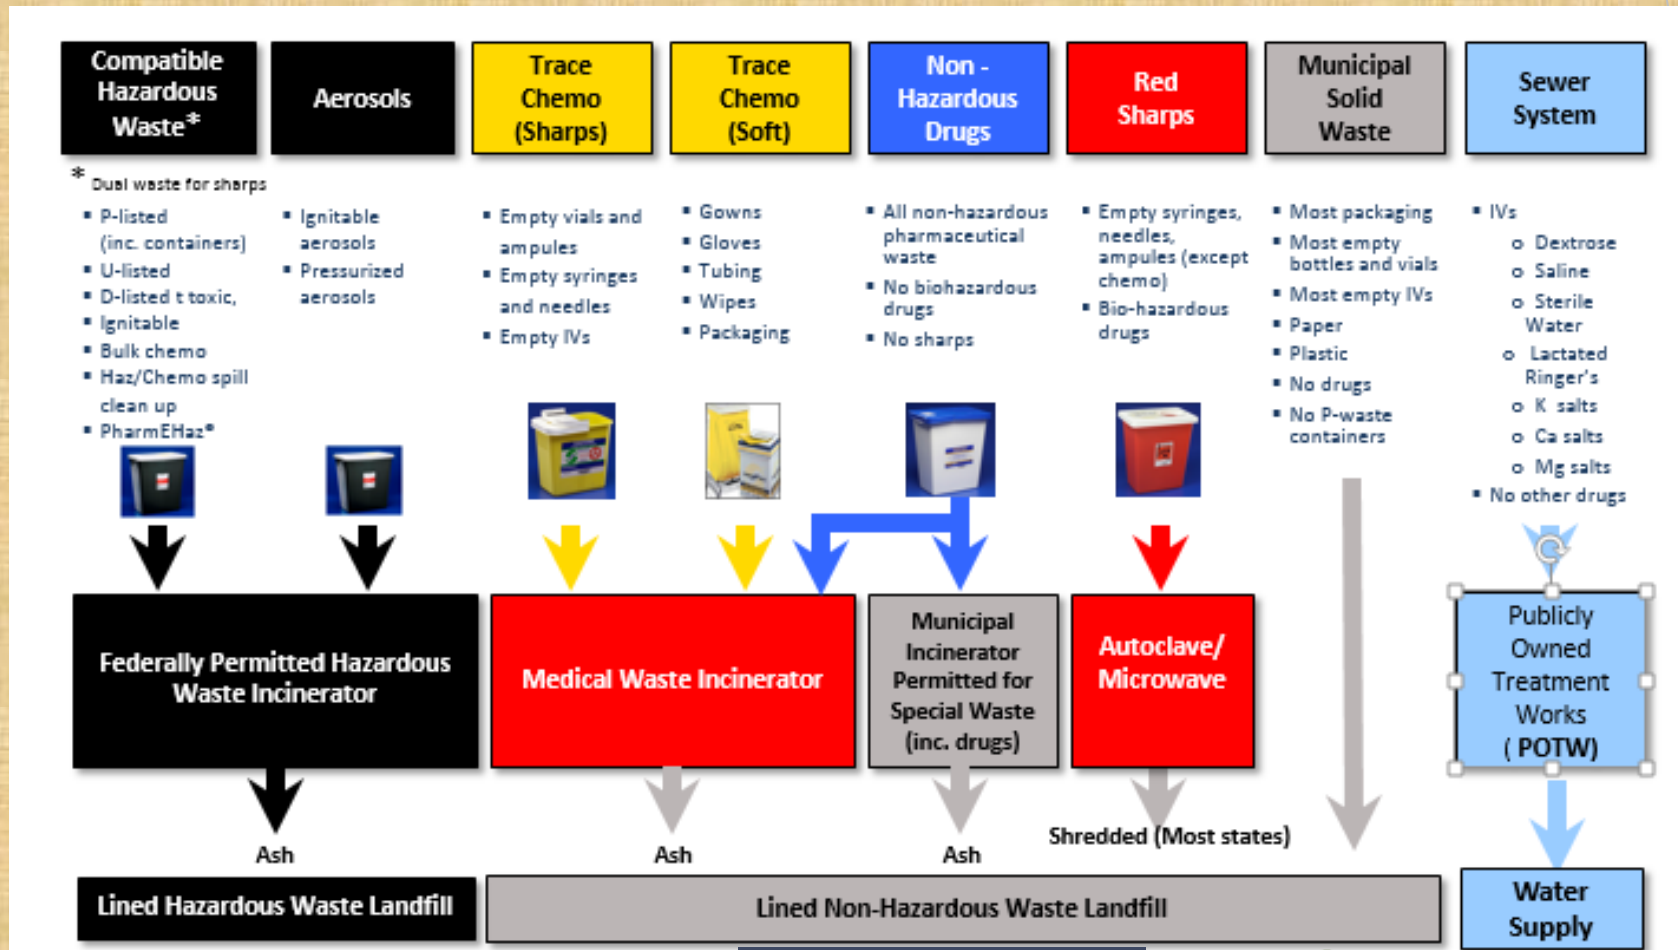 Compatible
Hazardous
Waste*
Aerosols
Trace
Chemo
(Sharps)
Trace
Chemo
(Soft)
Non -
Hazardous
Drugs
Red
Sharps
Municipal
Solid
Waste
Sewer
System
* Dual waste for sharps
▪ P-listed
(inc. containers)
▪ U-listed
▪ D-listed t toxic,
▪ Ignitable
▪ Bulk chemo
▪ Haz/Chemo spill
clean up
▪ PharmEHaz®
▪ Ignitable
aerosols
▪ Pressurized
aerosols
▪ Empty vials and
ampules
▪ Empty syringes
and needles
▪ Empty IVs
▪ Gowns
▪ Gloves
▪ Tubing
▪ Wipes
▪ Packaging
▪ All non-hazardous
pharmaceutical
waste
▪ No biohazardous
drugs
▪ No sharps
▪ Empty syringes,
needles,
ampules (except
chemo)
▪ Bio-hazardous
drugs
▪ Most packaging
▪ Most empty
bottles and vials
▪ Most empty IVs
▪ Paper
▪ Plastic
▪ No drugs
▪ No P-waste
containers
▪ IVs
o Dextrose
o Saline
o Sterile
Water
o Lactated
Ringer's
o K salts
o Ca salts
o Mg salts
▪ No other drugs
Federally Permitted Hazardous
Waste Incinerator
Medical Waste Incinerator
Municipal
Incinerator
Permitted for
Special Waste
(inc. drugs)
Autoclave/
Microwave
Publicly
Owned
Treatment
Works
( POTW)
Ash
Ash
Ash
Shredded (Most states)
Lined Hazardous Waste Landfill
Lined Non-Hazardous Waste Landfill
Water
Supply